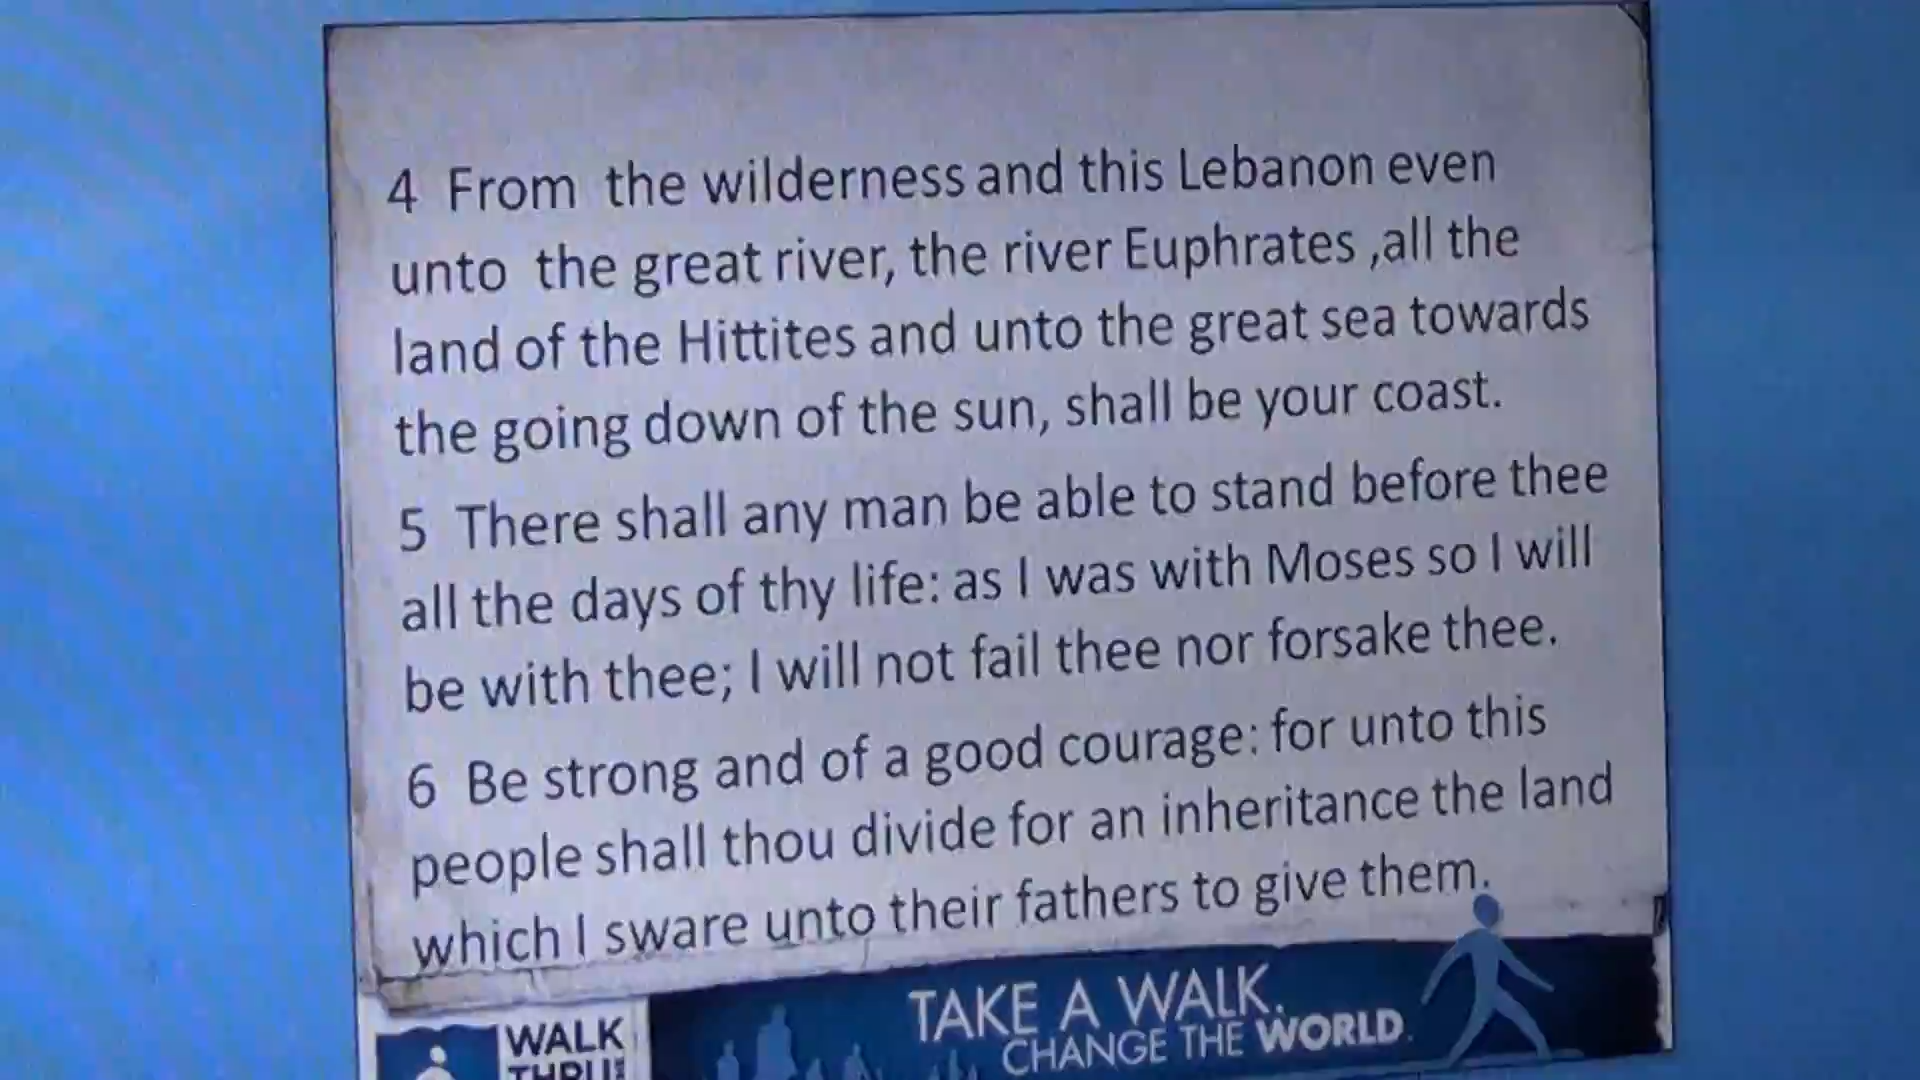 4 From the wilderness and this Lebanon even
unto the great river, the river Euphrates ,all the
land of the Hittites and unto the great sea towards
the going down of the sun, shall be your coast.
5 There shall any man be able to stand before thee
all the days of thy life: as I was with Moses so I will
be with thee; I will not fail thee nor forsake thee.
6 Be strong and of a good courage: for unto this
people shall thou divide for an inheritance the land
which I sware unto their fathers to give them.
TAKE A WALK.
CHANGE THE WORLD.
WALK
THRU